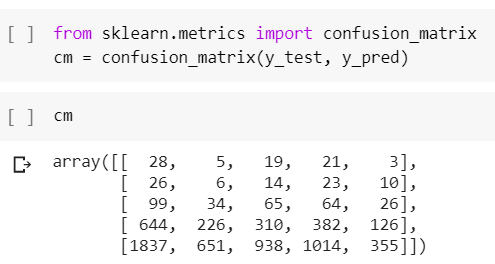 [ ] from sklearn.metrics import confusion_matrix
cm = confusion_matrix(y_test, y_pred)
[ ] cm
array([[  28,    5,   19,   21,    3],
[  26,    6,   14,   23,   10],
[  99,   34,   65,   64,   26],
[ 644,  226,  310,  382,  126],
[1837,  651,  938, 1014,  355]])